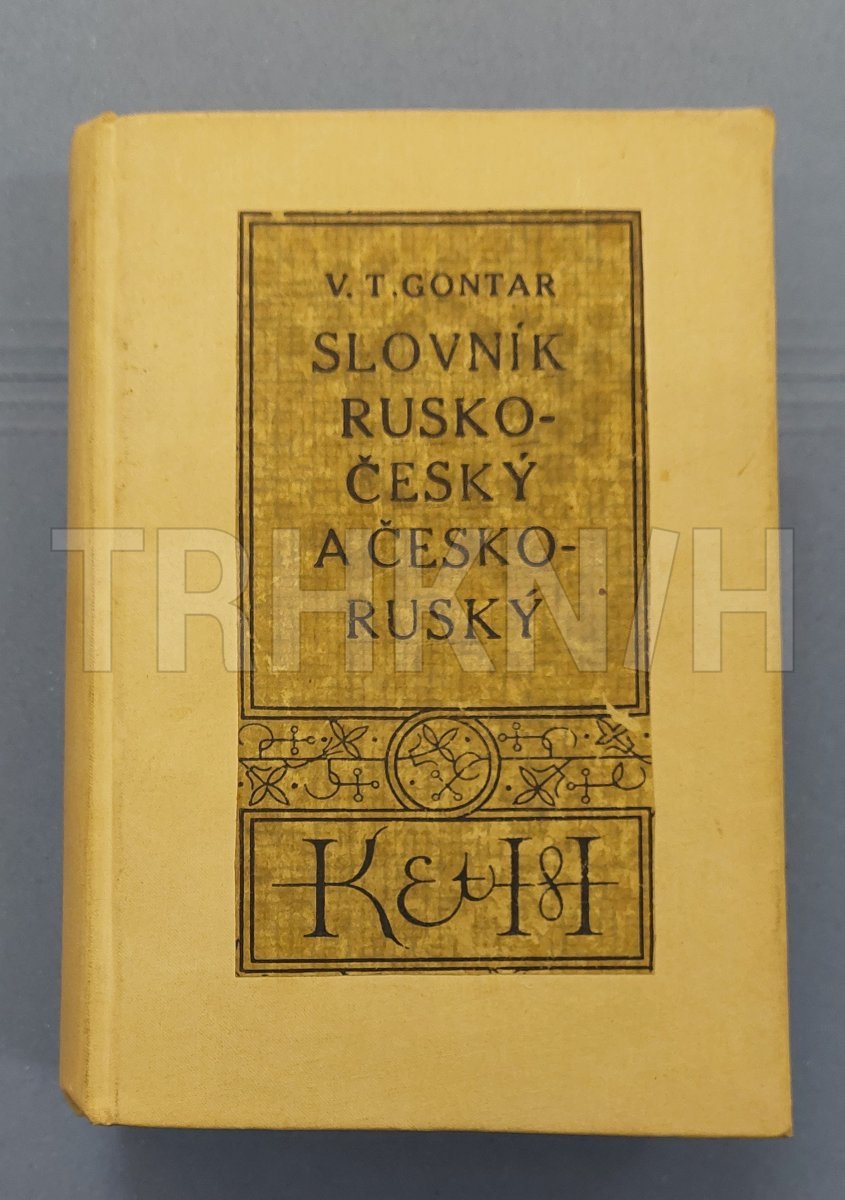 V. T. GONTAR
SLOVNÍK
RUSKO-
ČESKÝ
A ČESKO-
RUSKÝ
TRHKNIH
K & H